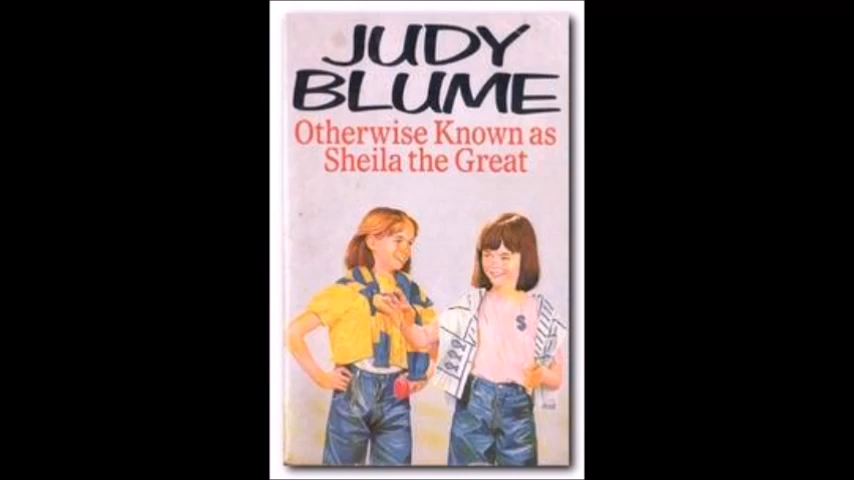 JUDY
BLUME
Otherwise Known as
Sheila the Great
S